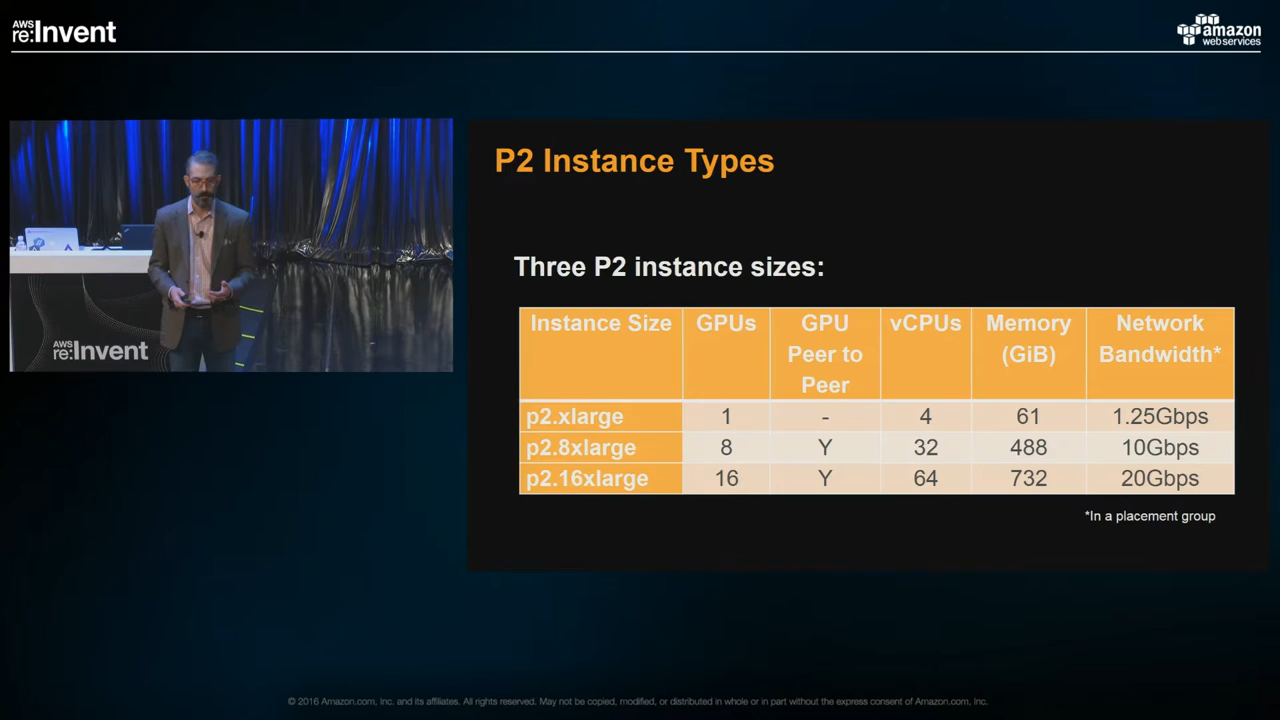 AWS
re:Invent
amazon
web services
AWS
re:Invent
P2 Instance Types
Three P2 instance sizes:
Instance Size GPUs GPU Peer to Peer vCPUs Memory (GiB) Network Bandwidth*
p2.xlarge 1 - 4 61 1.25Gbps
p2.8xlarge 8 Y 32 488 10Gbps
p2.16xlarge 16 Y 64 732 20Gbps
*In a placement group
© 2016 Amazon.com, Inc. and its affiliates. All rights reserved. May not be copied, modified, or distributed in whole or in part without the express consent of Amazon.com, Inc.